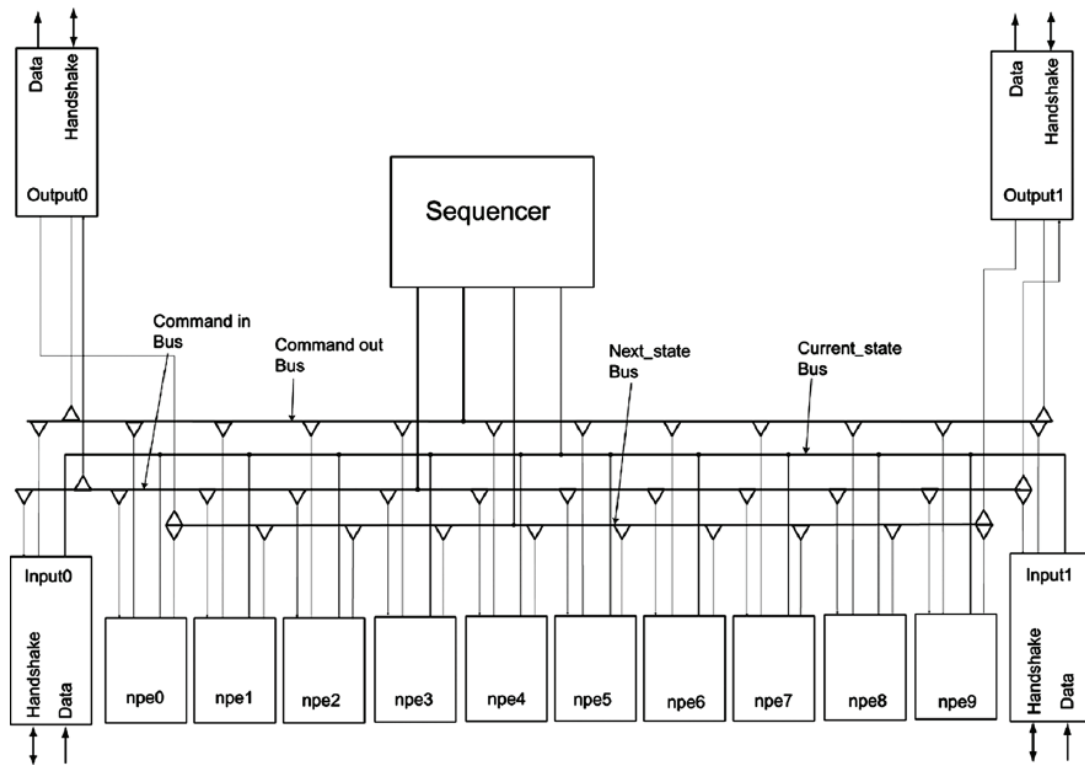 Data
Handshake
Output0
Data
Handshake
Output1
Sequencer
Command in
Bus
Command out
Bus
Next_state
Bus
Current_state
Bus
Input0
Handshake
Data
npe0
npe1
npe2
npe3
npe4
npe5
npe6
npe7
npe8
npe9
Input1
Handshake
Data